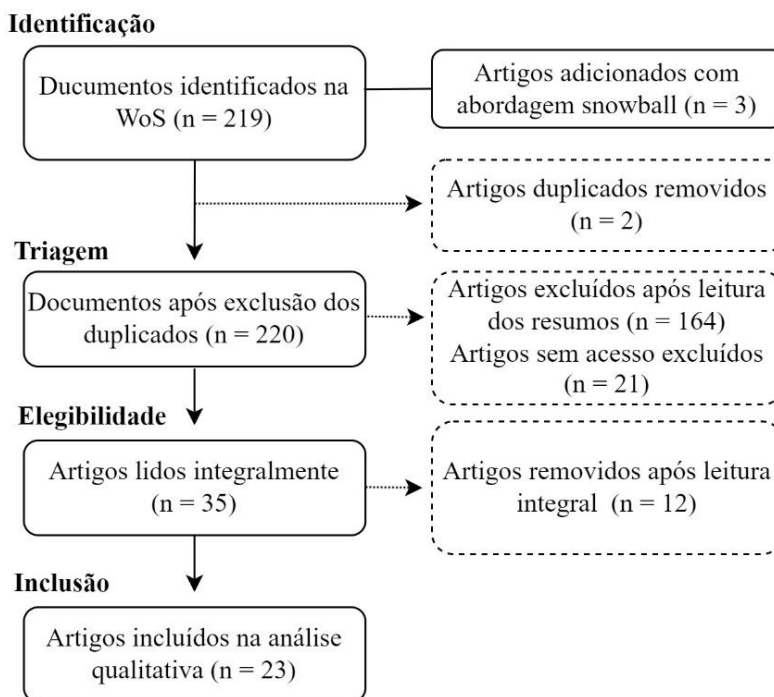 Identificação
Ducumentos identificados na
WoS (n = 219)
Artigos adicionados com
abordagem snowball (n = 3)
Artigos duplicados removidos
(n = 2)
Triagem
Documentos após exclusão dos
duplicados (n = 220)
Artigos excluídos após leitura
dos resumos (n = 164)
Artigos sem acesso excluídos
(n = 21)
Elegibilidade
Artigos lidos integralmente
(n = 35)
Artigos removidos após leitura
integral (n = 12)
Inclusão
Artigos incluídos na análise
qualitativa (n = 23)